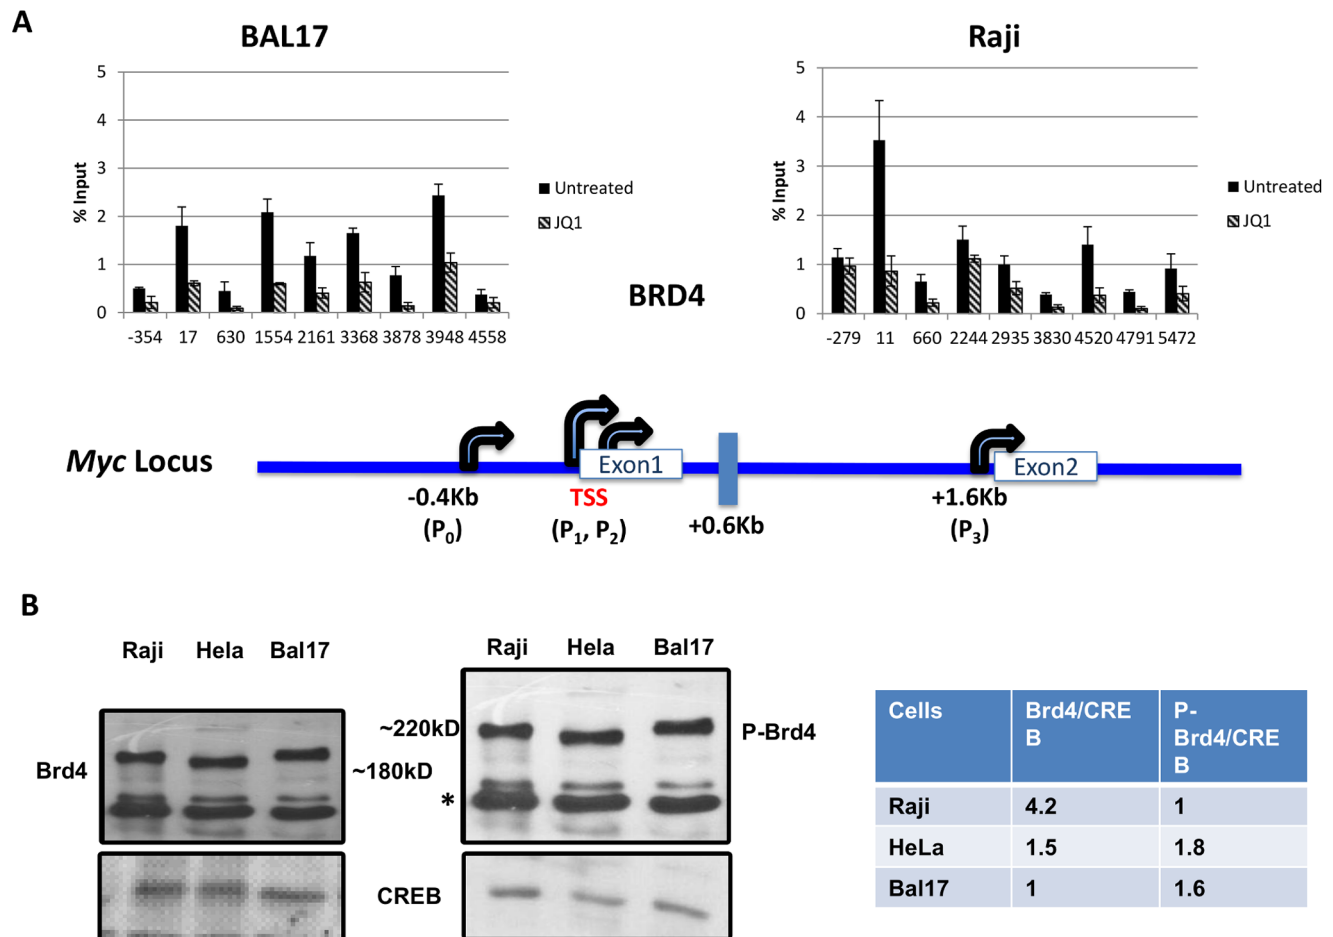 A
BAL17
Raji
5
4
3
2
1
0
% Input
-354 17 630 1554 2161 3368 3878 3948 4558
Untreated
JQ1
BRD4
5
4
3
2
1
0
% Input
-279 11 660 2244 2935 3830 4520 4791 5472
Untreated
JQ1
Myc Locus
Exon1
Exon2
-0.4Kb
(P0)
TSS
(P1, P2)
+0.6Kb
+1.6Kb
(P3)
B
Raji Hela Bal17
Raji Hela Bal17
Brd4
~220kD
~180kD
*
P-Brd4
CREB
Cells
Brd4/CRE
B
P-
Brd4/CRE
B
Raji 4.2 1
HeLa 1.5 1.8
Bal17 1 1.6